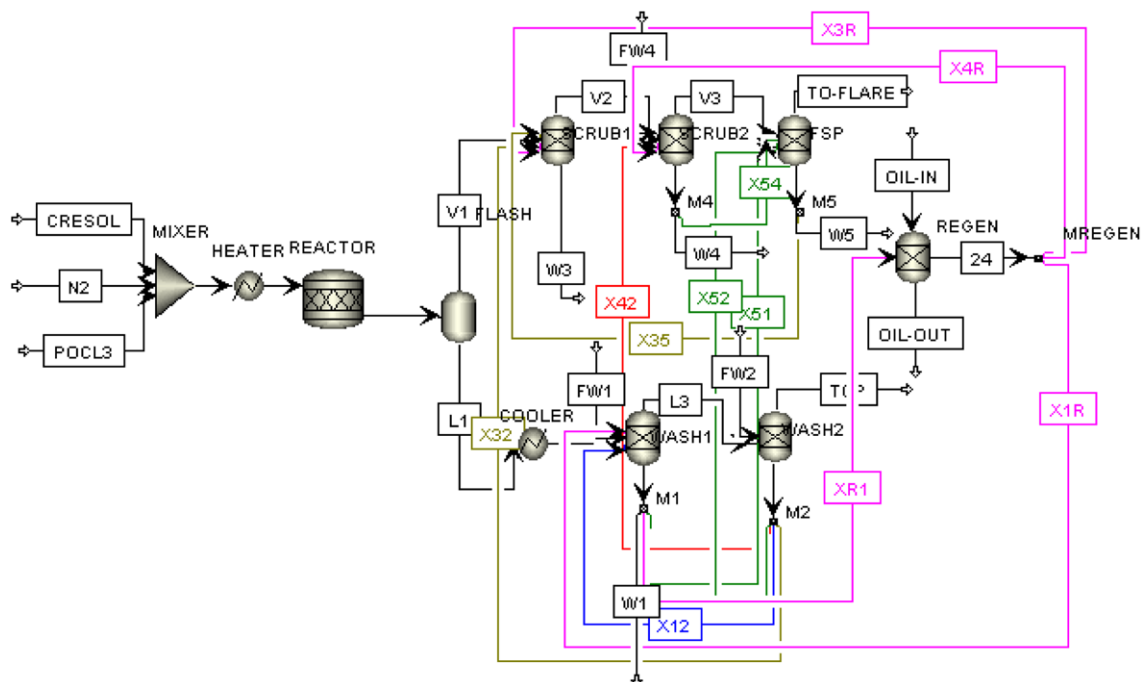 X3R
FW4
X4R
V2
V3
TO-FLARE
SCRUB1
SCRUB2
FSP
OIL-IN
X54
V1
FLASH
M4
M5
CRESOL
MIXER
HEATER
REACTOR
W5
REGEN
W4
24
MREGEN
W3
N2
X42
X52
X51
OIL-OUT
X35
POCL3
FW1
FW2
L3
TCP
L1
X32
COOLER
WASH1
WASH2
X1R
XR1
M1
M2
W1
X12